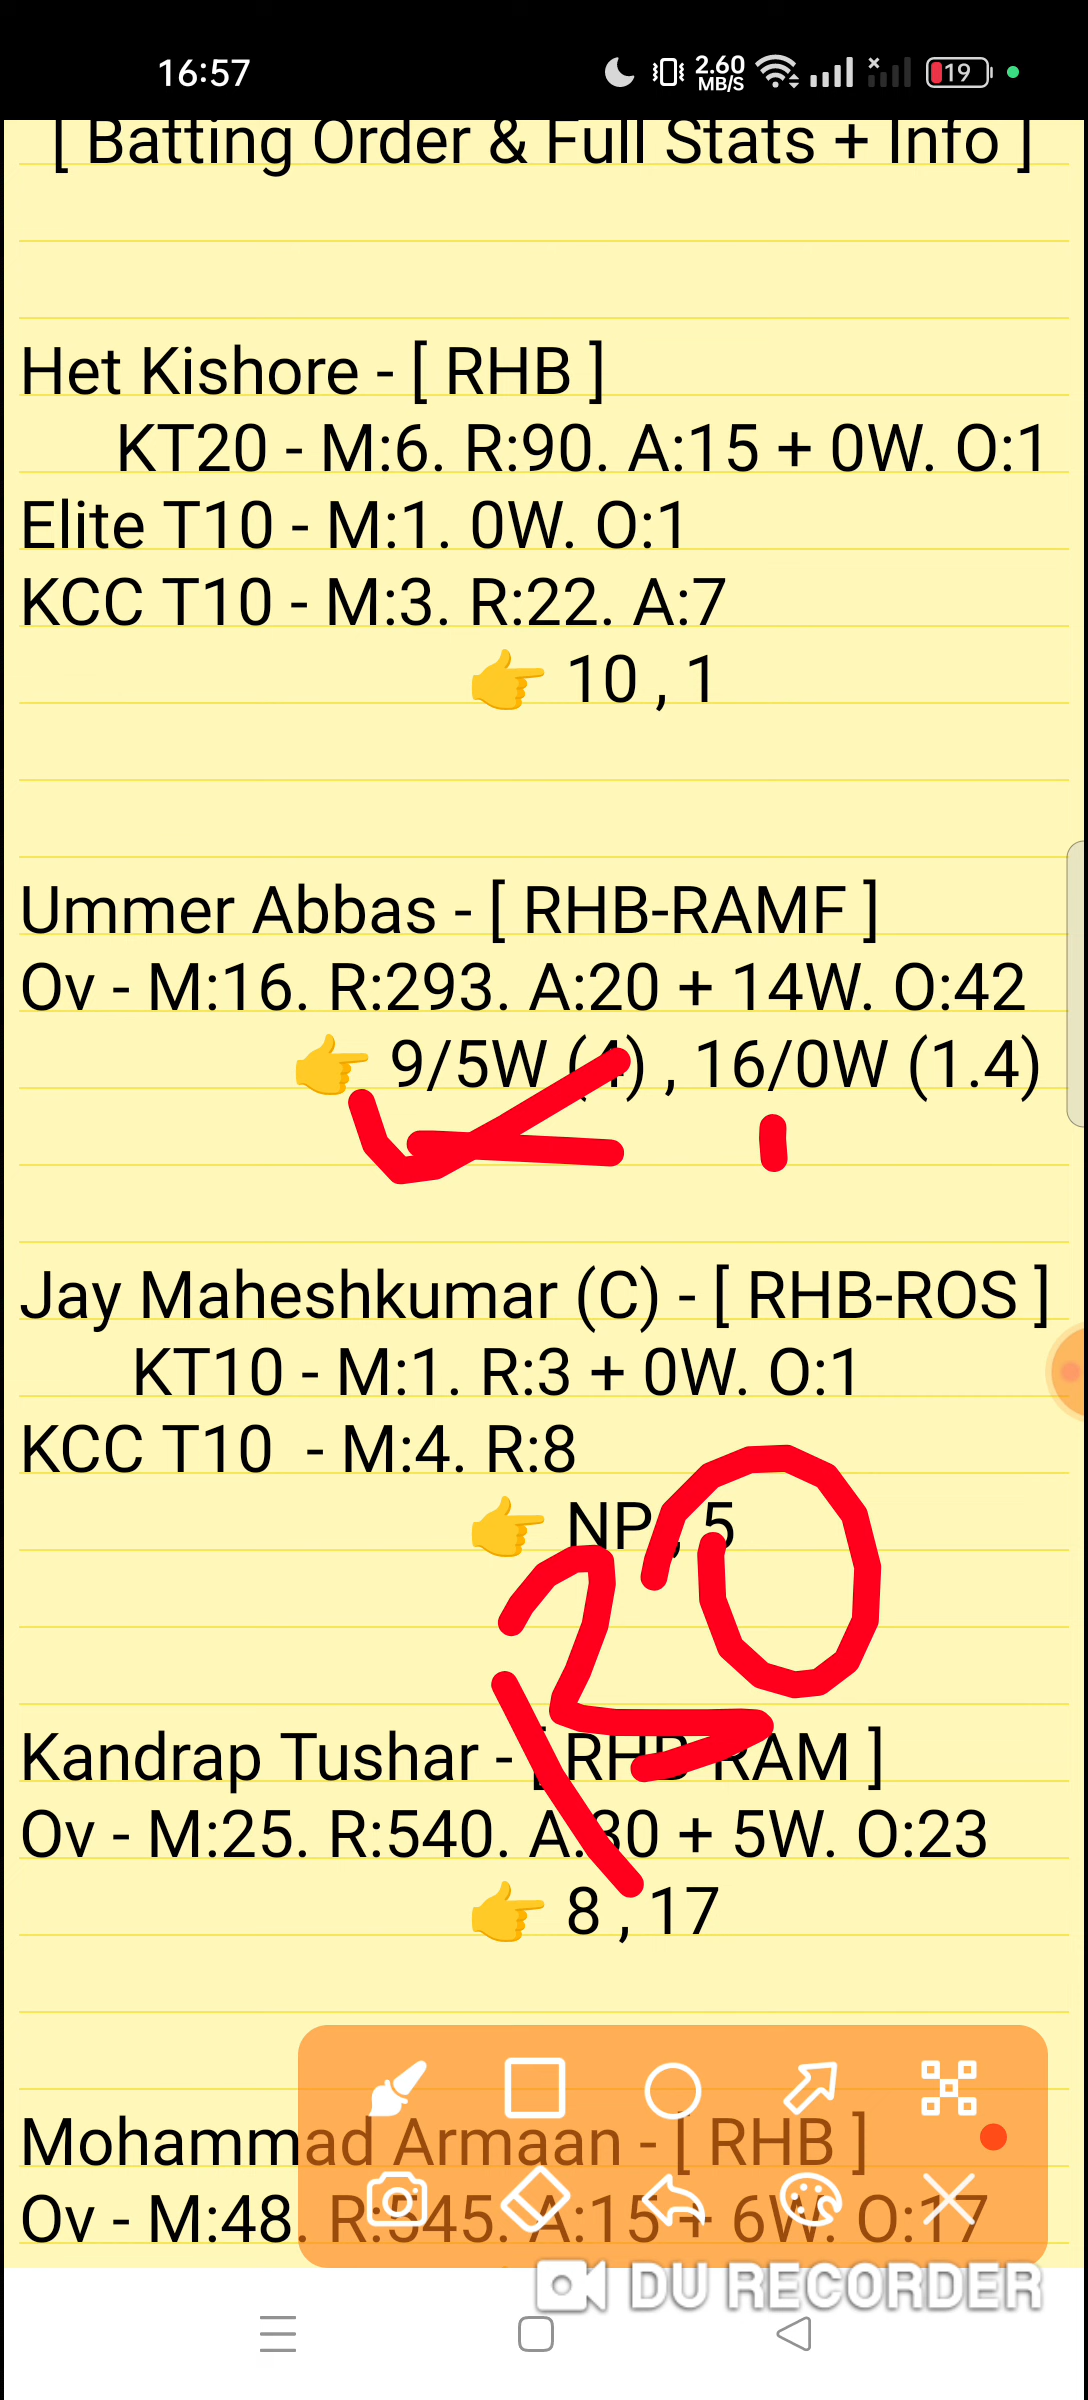 16:57
2.60
MB/S
19
[ Batting Order & Full Stats + Info ]
Het Kishore - [ RHB ]
KT20 - M:6. R:90. A:15 + 0W. O:1
Elite T10 - M:1. 0W. O:1
KCC T10 - M:3. R:22. A:7
👉 10 , 1
Ummer Abbas - [ RHB-RAMF ]
Ov - M:16. R:293. A:20 + 14W. O:42
👉 9/5W (4) , 16/0W (1.4)
Jay Maheshkumar (C) - [ RHB-ROS ]
KT10 - M:1. R:3 + 0W. O:1
KCC T10 - M:4. R:8
👉 NP, 5
20
Kandrap Tushar - [ RHB-RAM ]
Ov - M:25. R:540. A:30 + 5W. O:23
👉 8 , 17
Mohammad Armaan - [ RHB ]
Ov - M:48. R:545. A:15 + 6W. O:17
DU RECORDER